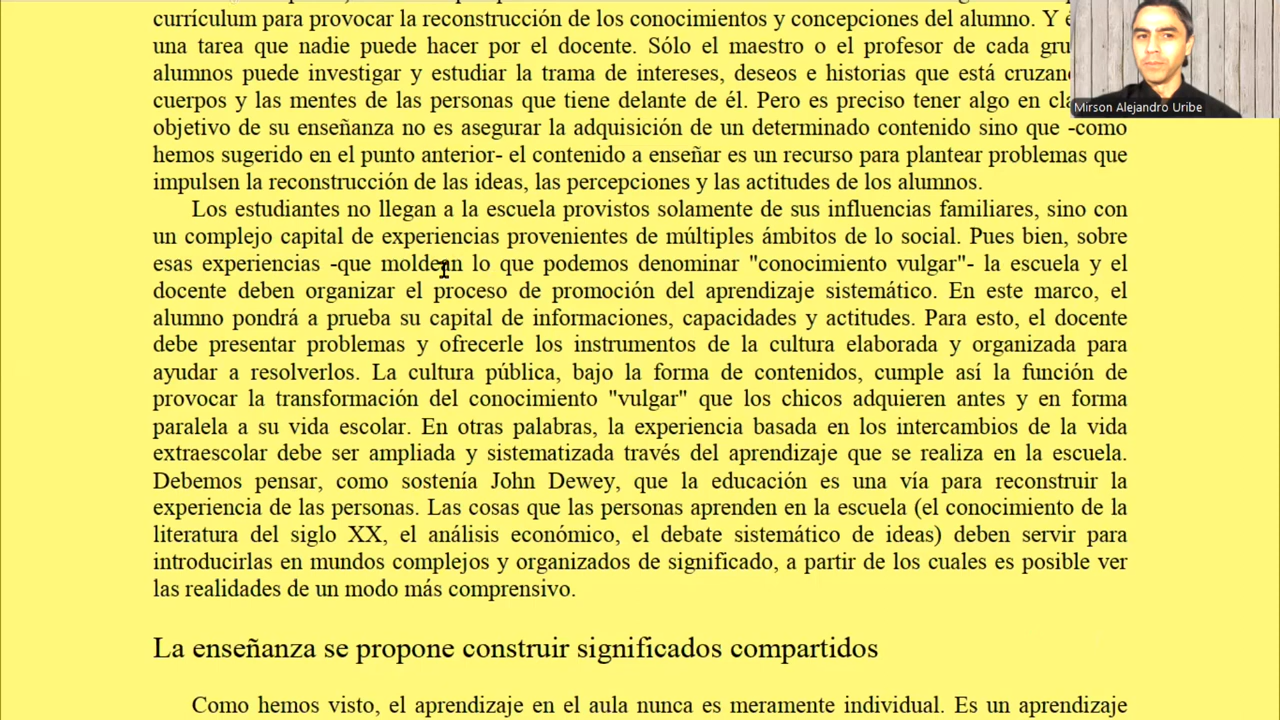 currículum para provocar la reconstrucción de los conocimientos y concepciones del alumno. Y
una tarea que nadie puede hacer por el docente. Sólo el maestro o el profesor de cada
alumnos puede investigar y estudiar la trama de intereses, deseos e historias que está
cuerpos y las mentes de las personas que tiene delante de él. Pero es preciso tener algo en
objetivo de su enseñanza no es asegurar la adquisición de un determinado contenido sino que -como
hemos sugerido en el punto anterior- el contenido a enseñar es un recurso para plantear problemas que
impulsen la reconstrucción de las ideas, las percepciones y las actitudes de los alumnos.
Los estudiantes no llegan a la escuela provistos solamente de sus influencias familiares, sino con
un complejo capital de experiencias provenientes de múltiples ámbitos de lo social. Pues bien, sobre
esas experiencias -que moldean lo que podemos denominar "conocimiento vulgar"- la escuela y el
docente deben organizar el proceso de promoción del aprendizaje sistemático. En este marco, el
alumno pondrá a prueba su capital de informaciones, capacidades y actitudes. Para esto, el docente
debe presentar problemas y ofrecerle los instrumentos de la cultura elaborada y organizada para
ayudar a resolverlos. La cultura pública, bajo la forma de contenidos, cumple así la función de
provocar la transformación del conocimiento "vulgar" que los chicos adquieren antes y en forma
paralela a su vida escolar. En otras palabras, la experiencia basada en los intercambios de la vida
extraescolar debe ser ampliada y sistematizada través del aprendizaje que se realiza en la escuela.
Debemos pensar, como sostenía John Dewey, que la educación es una vía para reconstruir la
experiencia de las personas. Las cosas que las personas aprenden en la escuela (el conocimiento de la
literatura del siglo XX, el análisis económico, el debate sistemático de ideas) deben servir para
introducirlas en mundos complejos y organizados de significado, a partir de los cuales es posible ver
las realidades de un modo más comprensivo.
La enseñanza se propone construir significados compartidos
Como hemos visto, el aprendizaje en el aula nunca es meramente individual. Es un aprendizaje
Mirson Alejandro Uribe